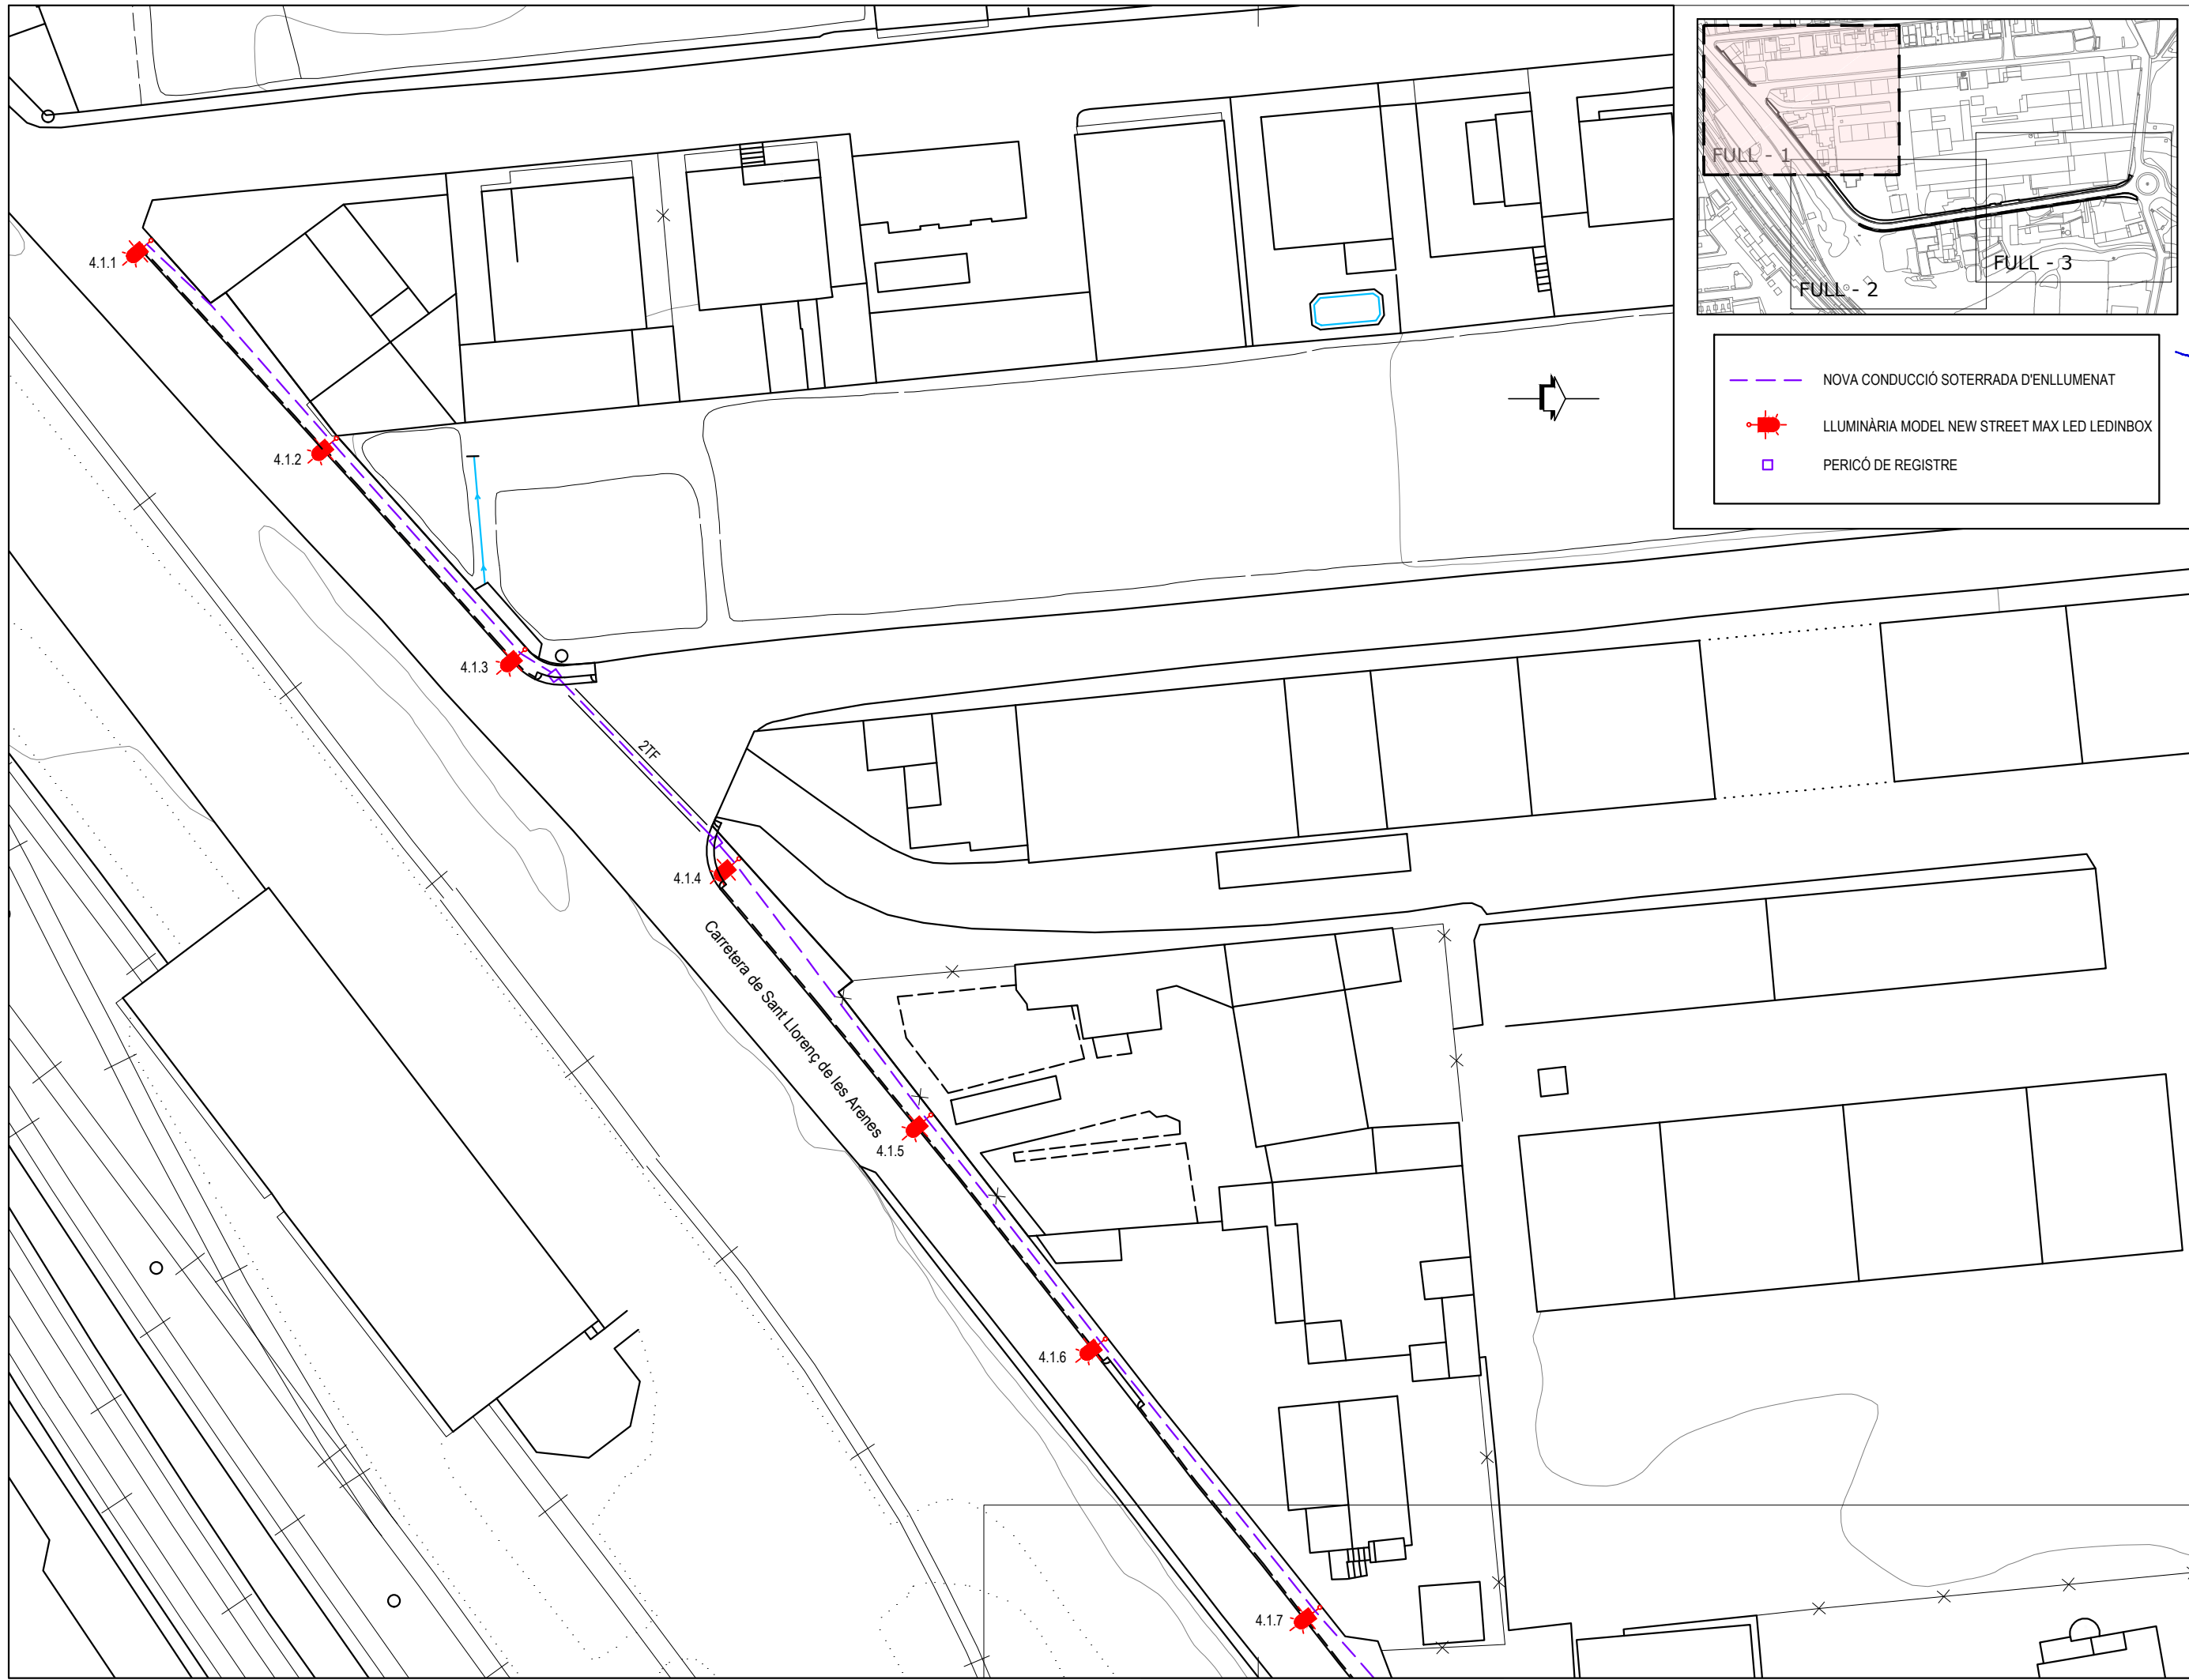 FULL - 1
FULL - 2
FULL - 3
NOVA CONDUCCIÓ SOTERRADA D'ENLLUMENAT
LLUMINÀRIA MODEL NEW STREET MAX LED LEDINBOX
PERICÓ DE REGISTRE
4.1.1
4.1.2
4.1.3
2TF
4.1.4
Carretera de Sant Llorenç de les Arenes
4.1.5
4.1.6
4.1.7